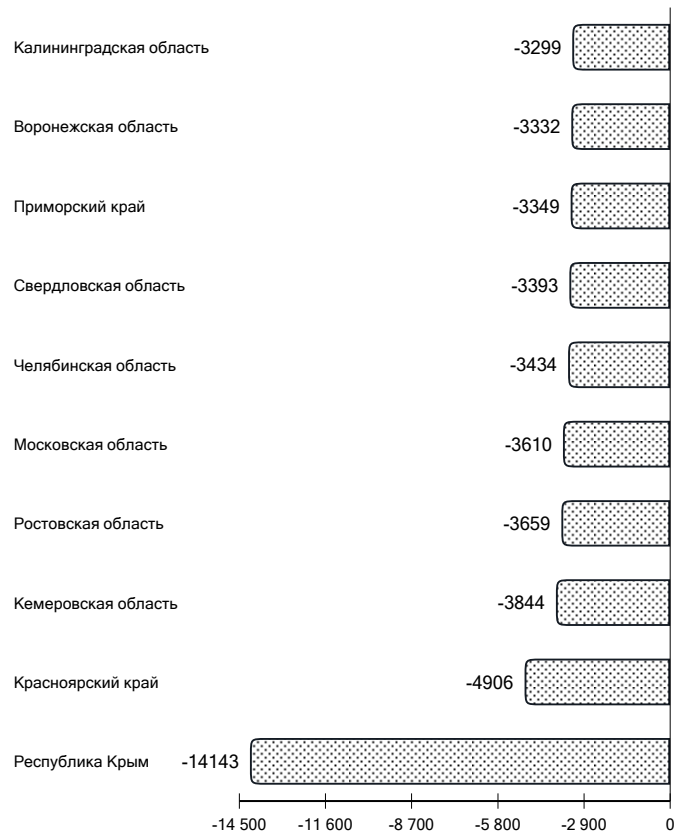 Калининградская область -3299
Воронежская область -3332
Приморский край -3349
Свердловская область -3393
Челябинская область -3434
Московская область -3610
Ростовская область -3659
Кемеровская область -3844
Красноярский край -4906
Республика Крым -14143
-14 500 -11 600 -8 700 -5 800 -2 900 0